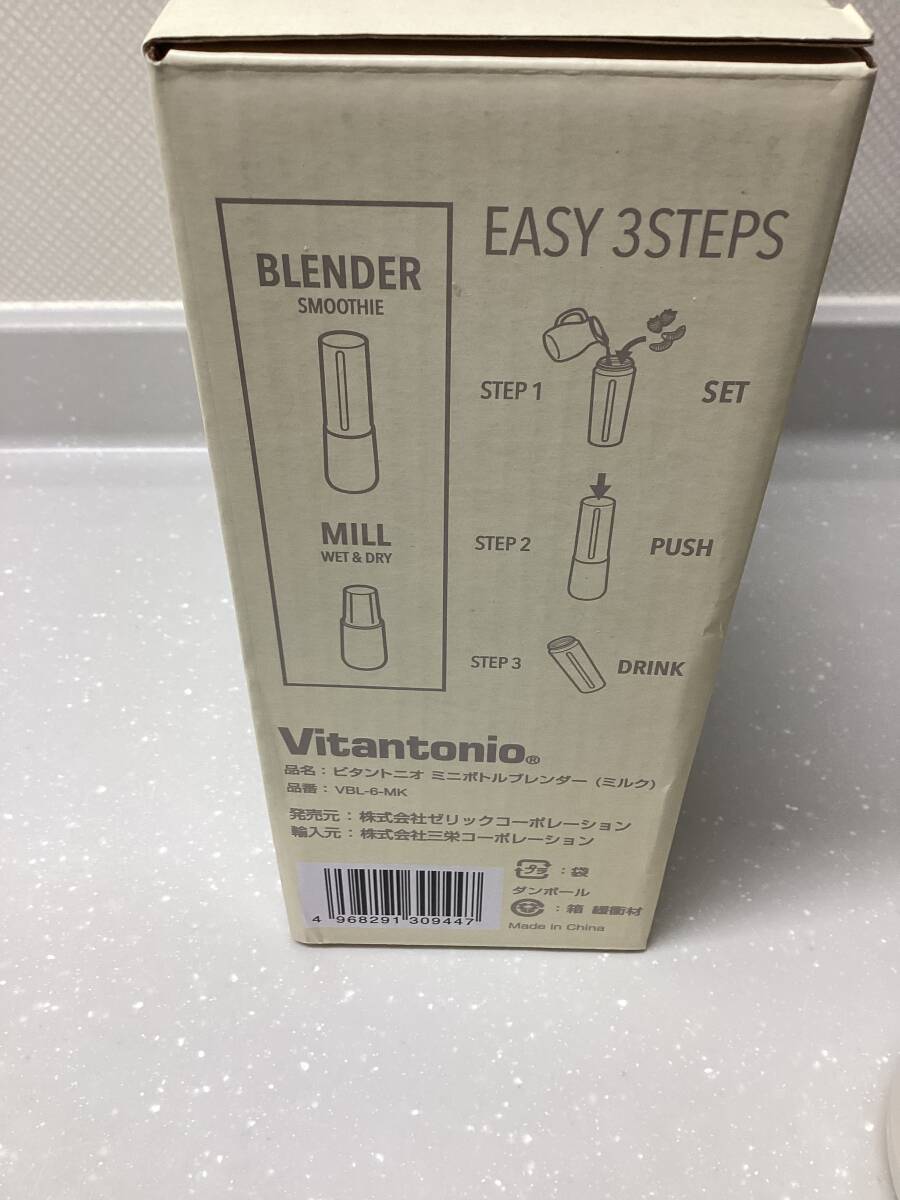 EASY 3STEPS
BLENDER
SMOOTHIE
MILL
WET & DRY
STEP 1
SET
STEP 2
PUSH
STEP 3
DRINK
Vitantonio®
品名：ビタントニオ ミニボトルブレンダー (ミルク)
品番：VBL-6-MK
発売元：株式会社ゼリックコーポレーション
輸入元：株式会社三栄コーポレーション
4 968291 309447
プラ：袋
ダンボール
：箱 緩衝材
Made in China